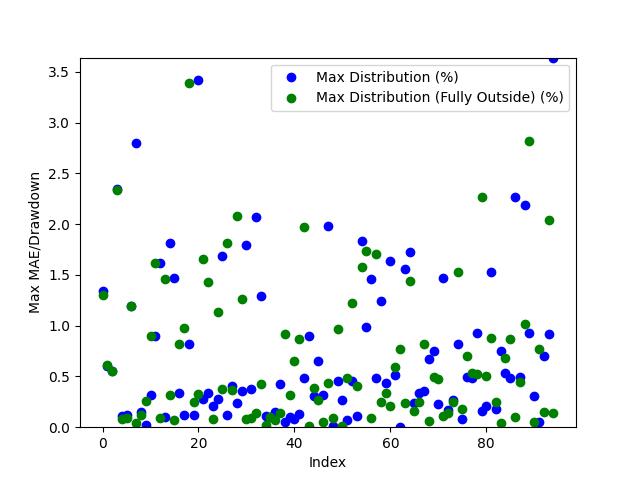 Max Distribution (%)
Max Distribution (Fully Outside) (%)
3.5
3.0
2.5
2.0
1.5
1.0
0.5
0.0
Max MAE/Drawdown
0 20 40 60 80
Index